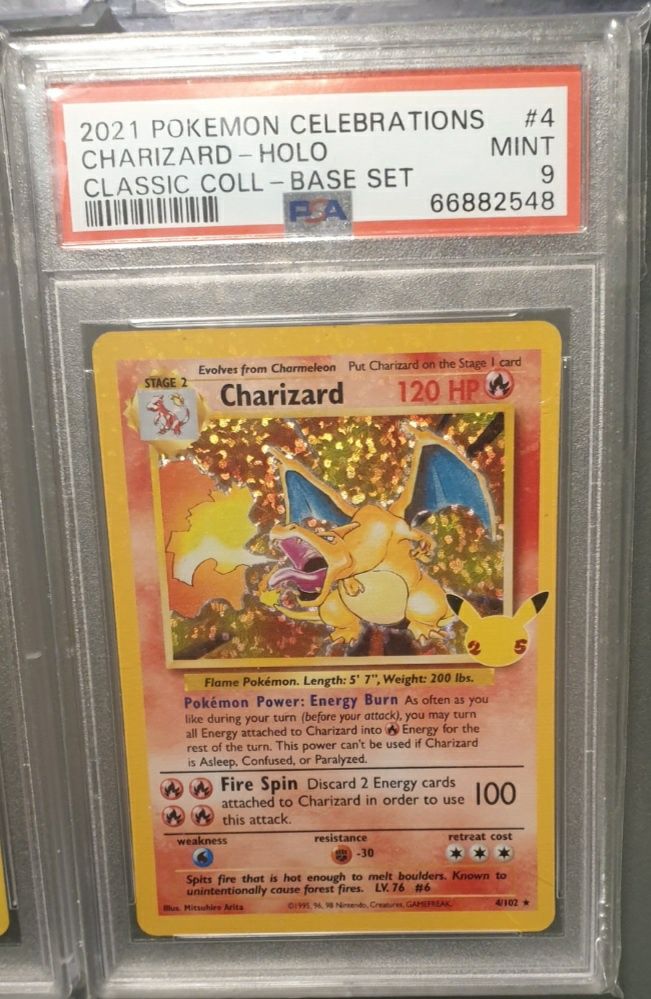 2021 POKEMON CELEBRATIONS #4
CHARIZARD - HOLO MINT
CLASSIC COLL - BASE SET 9
PSA 66882548
Evolves from Charmeleon Put Charizard on the Stage 1 card
STAGE 2
Charizard 120 HP
2 5
Flame Pokémon. Length: 5' 7", Weight: 200 lbs.
Pokémon Power: Energy Burn As often as you
like during your turn (before your attack), you may turn
all Energy attached to Charizard into Energy for the
rest of the turn. This power can't be used if Charizard
is Asleep, Confused, or Paralyzed.
Fire Spin Discard 2 Energy cards
attached to Charizard in order to use 100
this attack.
weakness resistance retreat cost
-30
Spits fire that is hot enough to melt boulders. Known to
unintentionally cause forest fires. LV. 76 #6
Illus. Mitsuhiro Arita ©1995, 96, 98 Nintendo, Creatures, GAMEFREAK. 4/102 ★